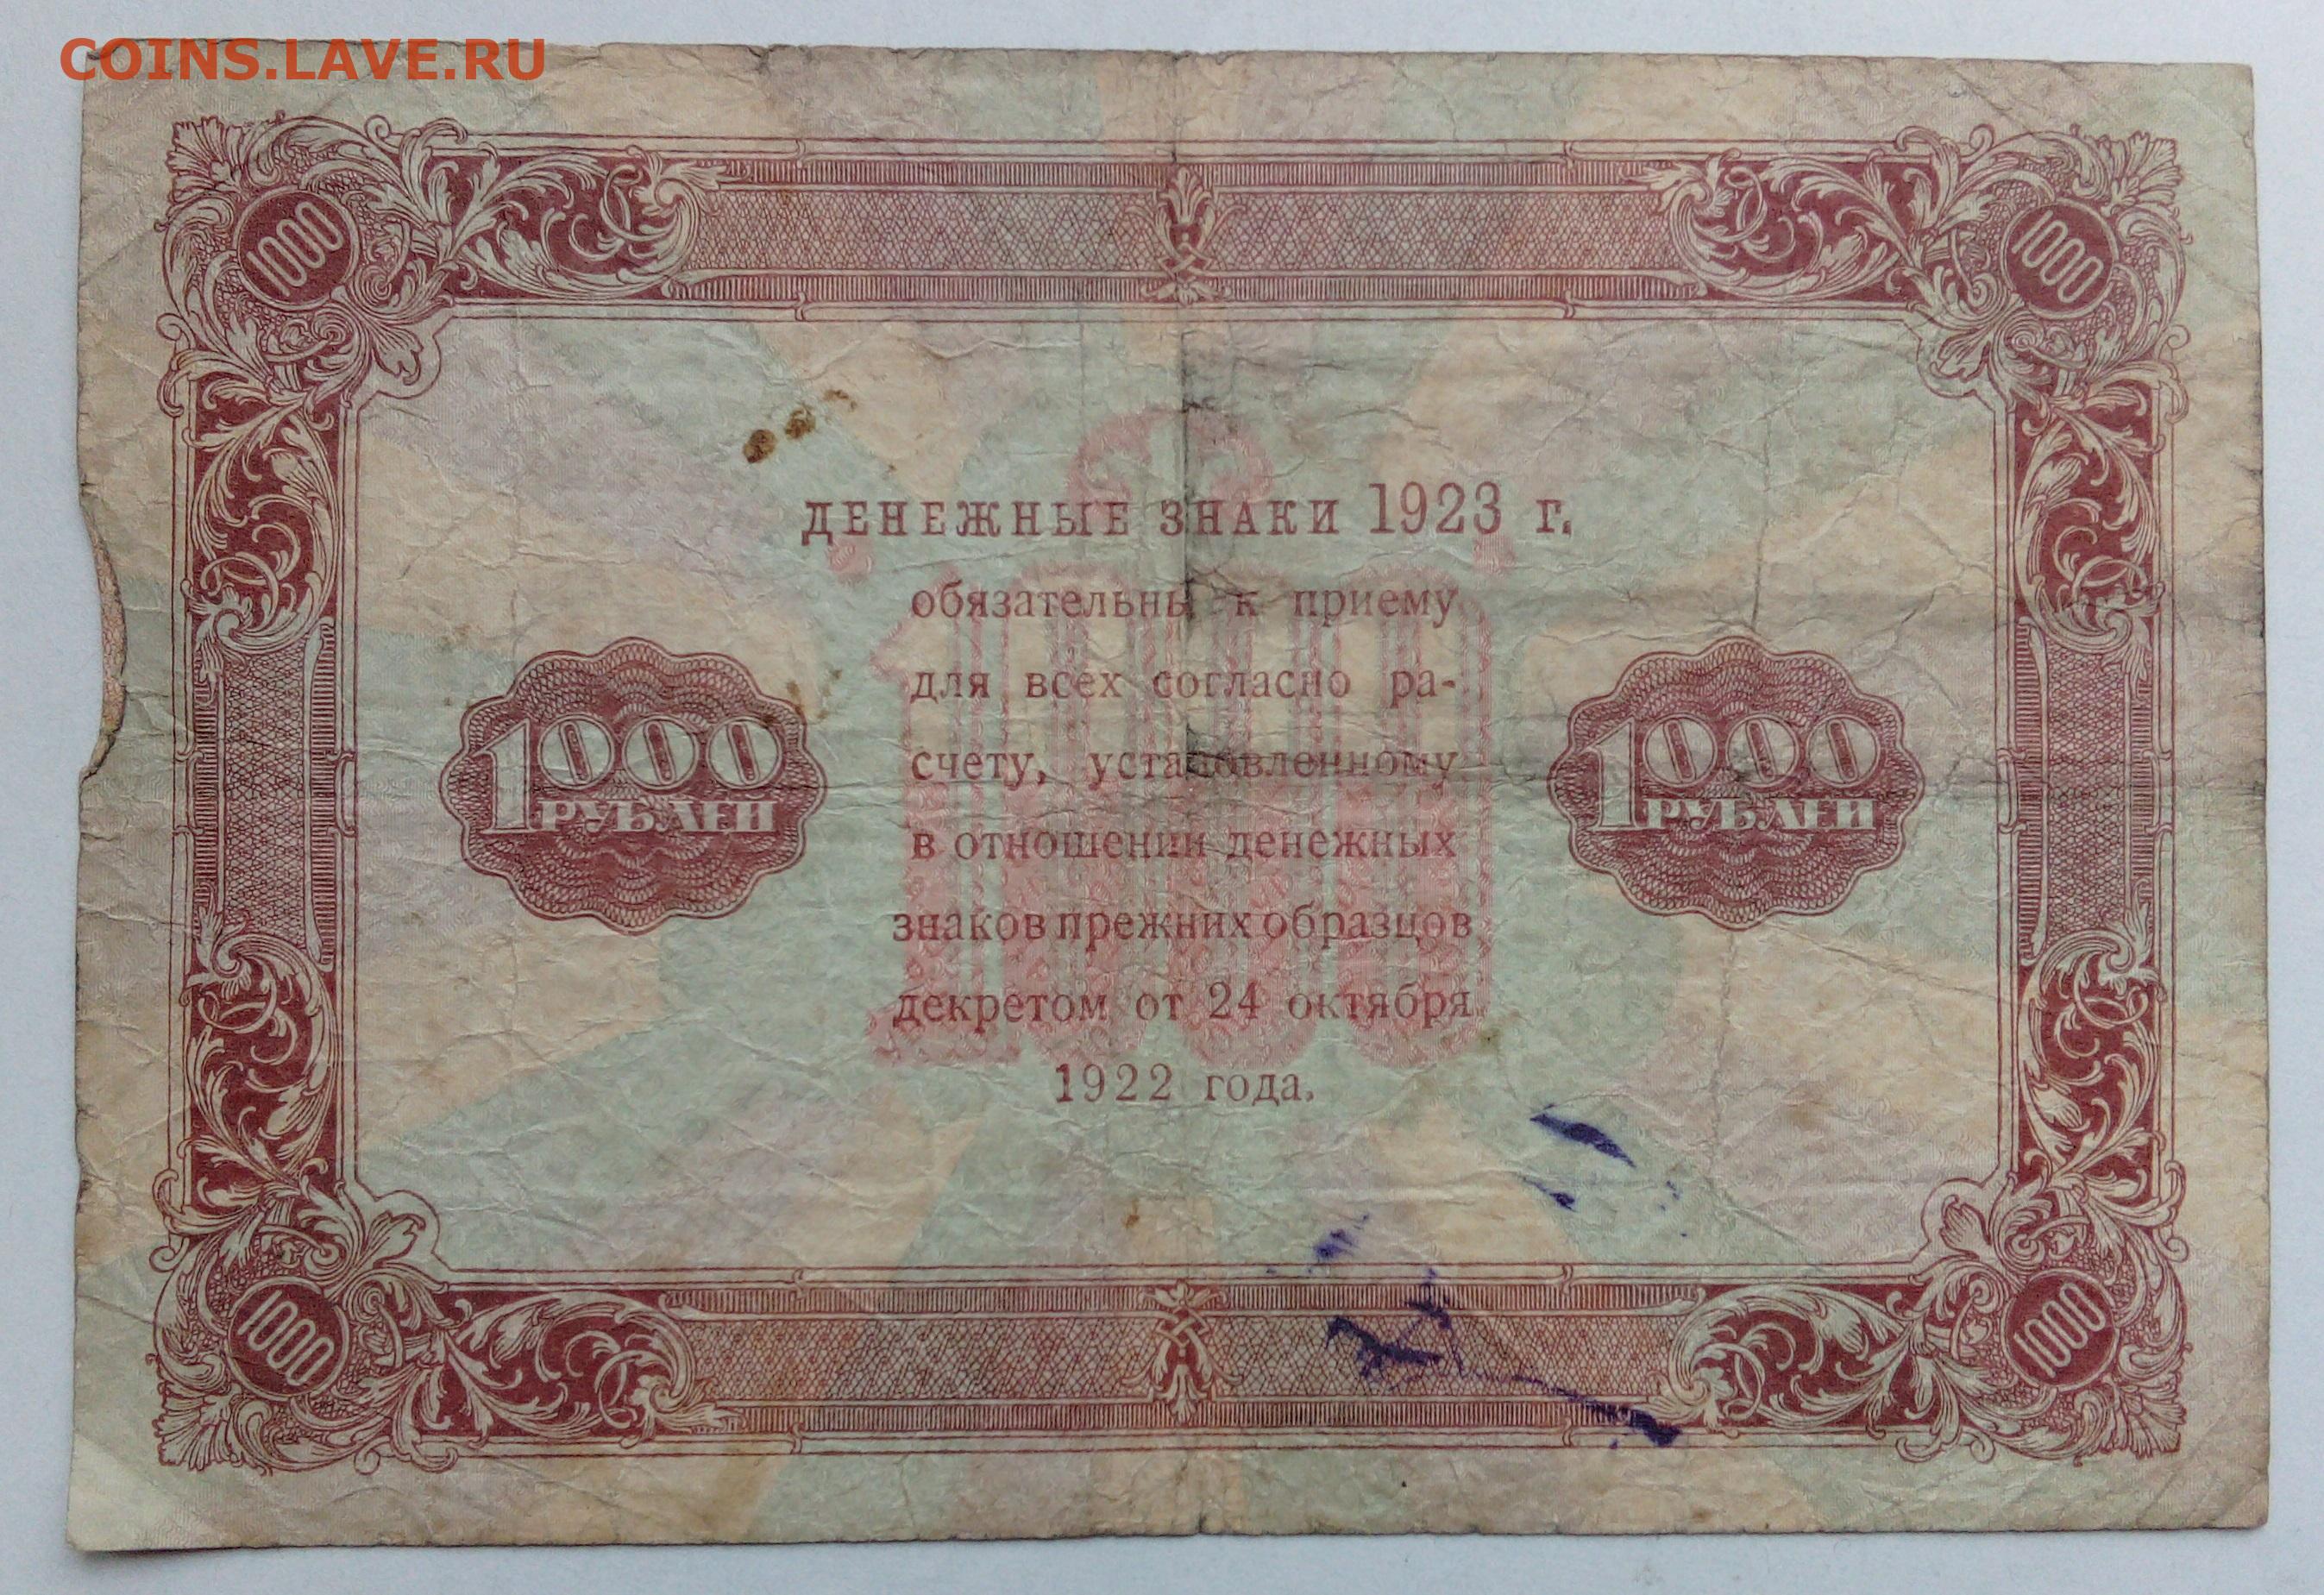 COINS.LAVE.RU
1000
1000
ДЕНЕЖНЫЕ ЗНАКИ 1923 г.
обязательны к приему
для всех согласно ра-
счету, установленному
в отношении денежных
знаков прежних образцов
декретом от 24 октября
1922 года.
1000
1000
РУБЛЕЙ
1000
РУБЛЕЙ
1000
1000